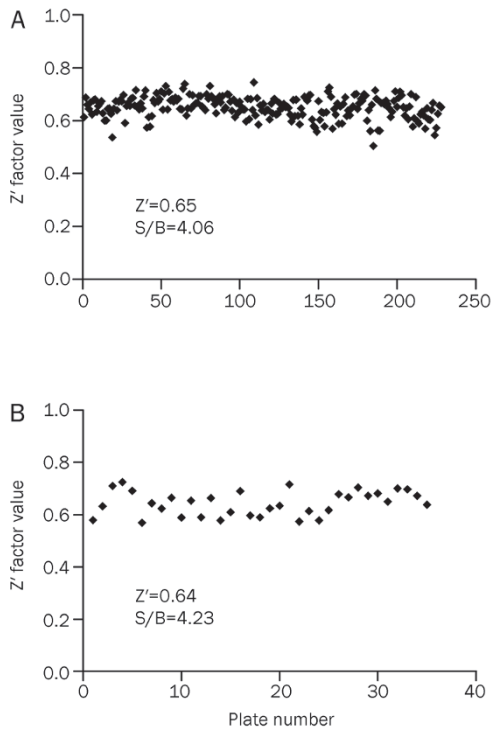 A
1.0
0.8
0.6
0.4
0.2
0.0
Z′ factor value
Z′=0.65
S/B=4.06
0 50 100 150 200 250
B
1.0
0.8
0.6
0.4
0.2
0.0
Z′ factor value
Z′=0.64
S/B=4.23
0 10 20 30 40
Plate number